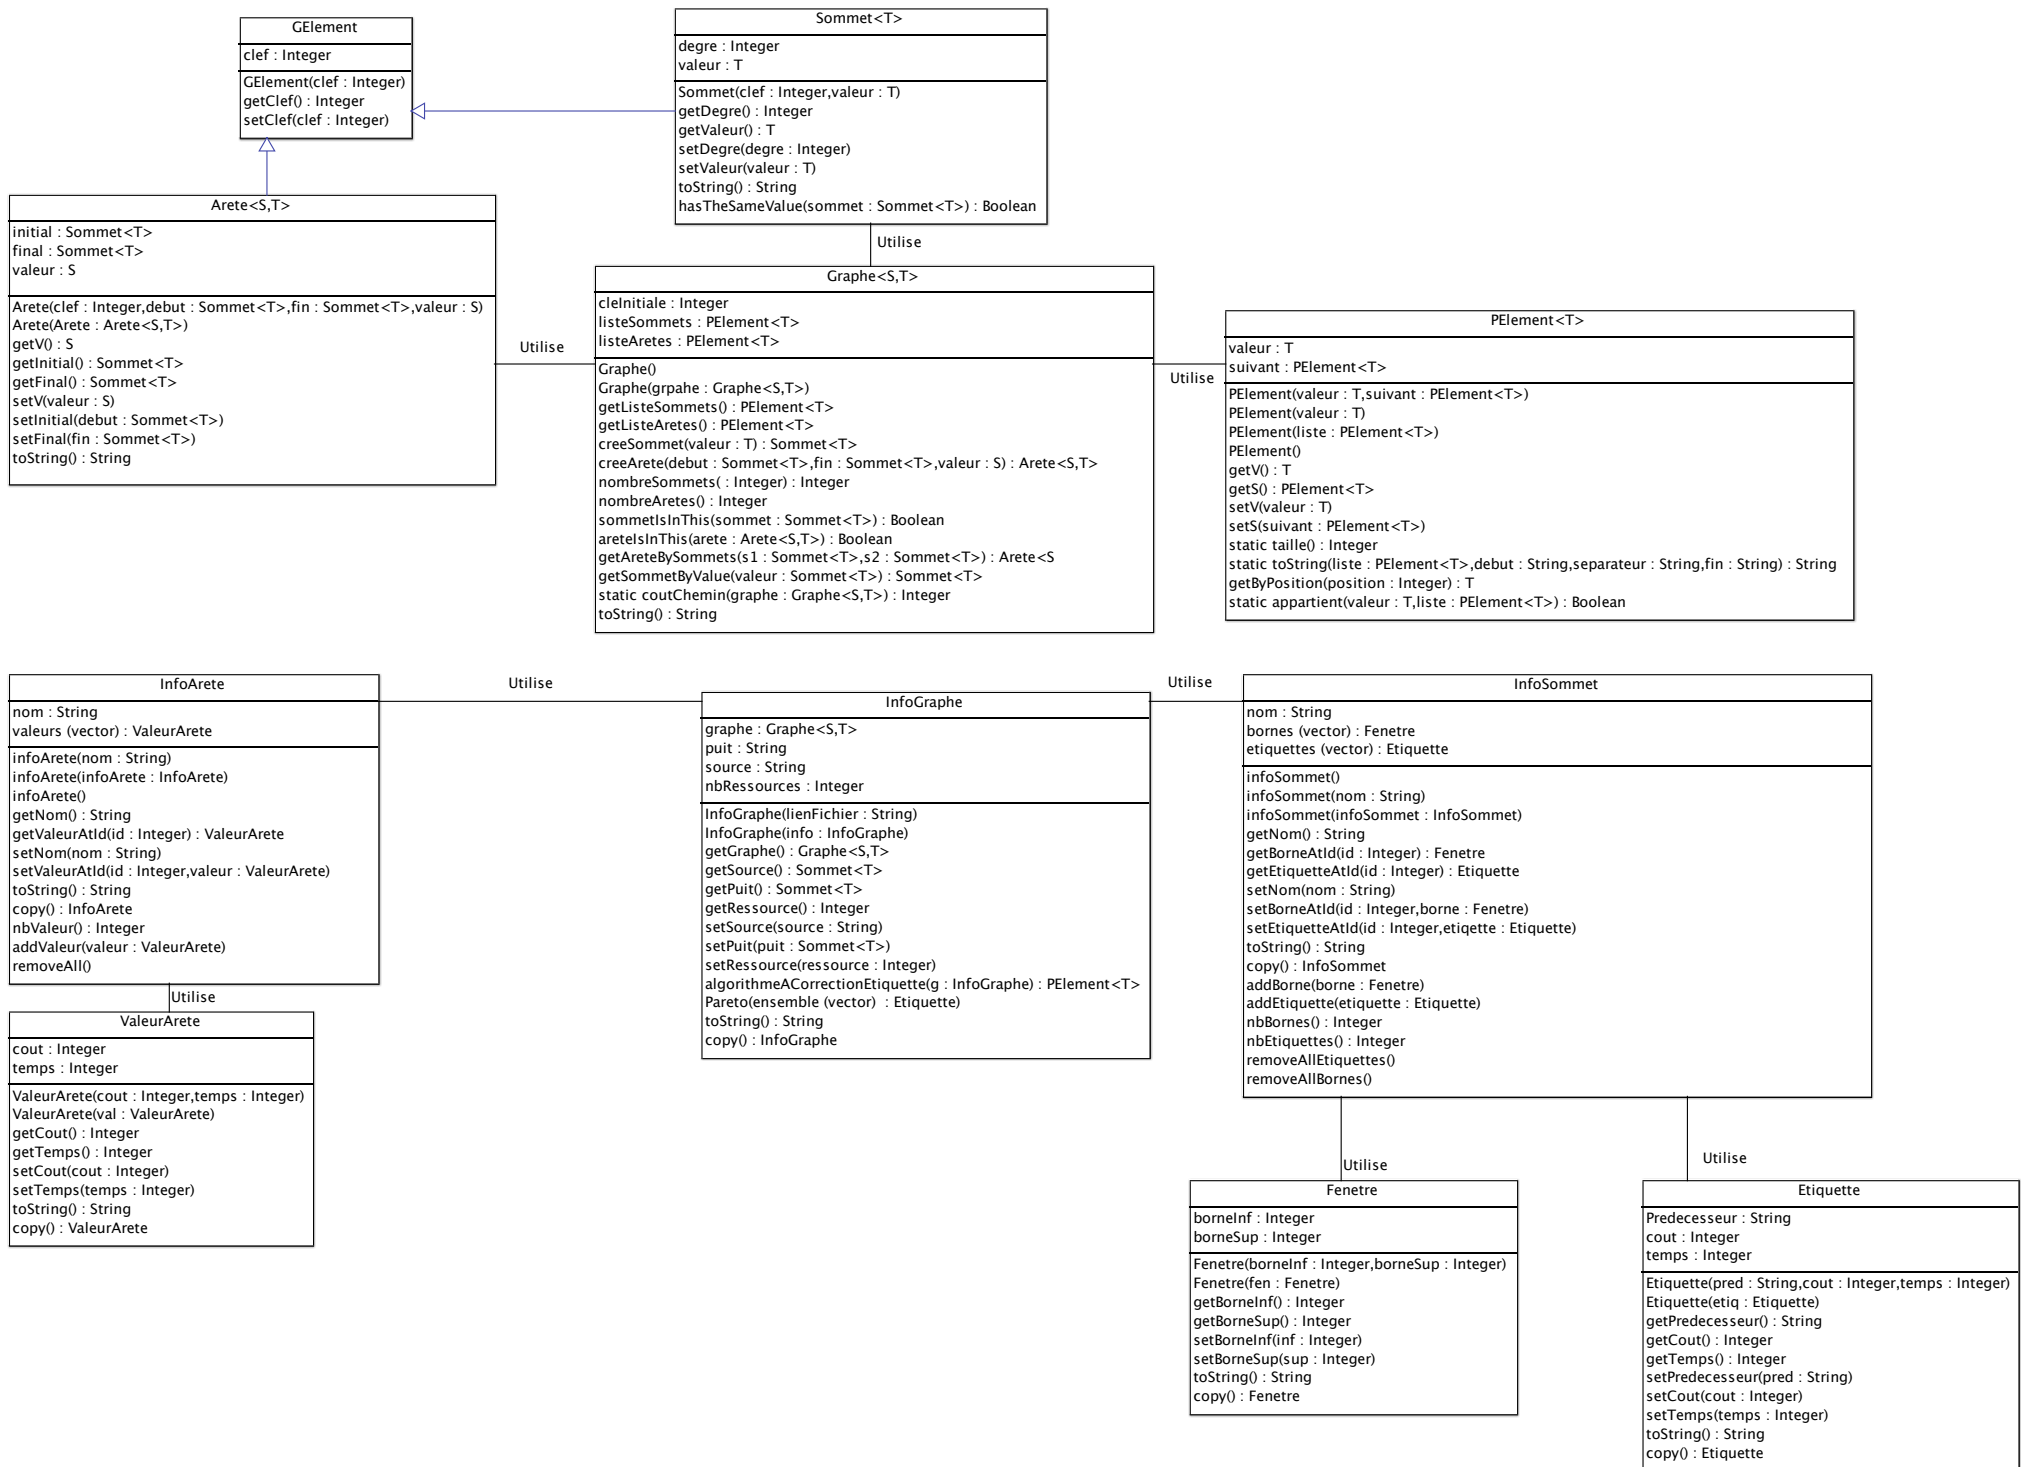 GElement
clef : Integer
GElement(clef : Integer)
getClef() : Integer
setClef(clef : Integer)
Sommet<T>
degre : Integer
valeur : T
Sommet(clef : Integer,valeur : T)
getDegre() : Integer
getValeur() : T
setDegre(degre : Integer)
setValeur(valeur : T)
toString() : String
hasTheSameValue(sommet : Sommet<T>) : Boolean
Utilise
Arete<S,T>
initial : Sommet<T>
final : Sommet<T>
valeur : S
Arete(clef : Integer,debut : Sommet<T>,fin : Sommet<T>,valeur : S)
Arete(Arete : Arete<S,T>)
getV() : S
getInitial() : Sommet<T>
getFinal() : Sommet<T>
setV(valeur : S)
setInitial(debut : Sommet<T>)
setFinal(fin : Sommet<T>)
toString() : String
Utilise
Graphe<S,T>
cleInitiale : Integer
listeSommets : PElement<T>
listeAretes : PElement<T>
Graphe()
Graphe(grpahe : Graphe<S,T>)
getListeSommets() : PElement<T>
getListeAretes() : PElement<T>
creeSommet(valeur : T) : Sommet<T>
creeArete(debut : Sommet<T>,fin : Sommet<T>,valeur : S) : Arete<S,T>
nombreSommets( : Integer) : Integer
nombreAretes() : Integer
sommetIsInThis(sommet : Sommet<T>) : Boolean
areteIsInThis(arete : Arete<S,T>) : Boolean
getAreteBySommets(s1 : Sommet<T>,s2 : Sommet<T>) : Arete<S
getSommetByValue(valeur : Sommet<T>) : Sommet<T>
static coutChemin(graphe : Graphe<S,T>) : Integer
toString() : String
Utilise
PElement<T>
valeur : T
suivant : PElement<T>
PElement(valeur : T,suivant : PElement<T>)
PElement(valeur : T)
PElement(liste : PElement<T>)
PElement()
getV() : T
getS() : PElement<T>
setV(valeur : T)
setS(suivant : PElement<T>)
static taille() : Integer
static toString(liste : PElement<T>,debut : String,separateur : String,fin : String) : String
getByPosition(position : Integer) : T
static appartient(valeur : T,liste : PElement<T>) : Boolean
InfoArete
nom : String
valeurs (vector) : ValeurArete
infoArete(nom : String)
infoArete(infoArete : InfoArete)
infoArete()
getNom() : String
getValeurAtId(id : Integer) : ValeurArete
setNom(nom : String)
setValeurAtId(id : Integer,valeur : ValeurArete)
toString() : String
copy() : InfoArete
nbValeur() : Integer
addValeur(valeur : ValeurArete)
removeAll()
Utilise
Utilise
ValeurArete
cout : Integer
temps : Integer
ValeurArete(cout : Integer,temps : Integer)
ValeurArete(val : ValeurArete)
getCout() : Integer
getTemps() : Integer
setCout(cout : Integer)
setTemps(temps : Integer)
toString() : String
copy() : ValeurArete
InfoGraphe
graphe : Graphe<S,T>
puit : String
source : String
nbRessources : Integer
InfoGraphe(lienFichier : String)
InfoGraphe(info : InfoGraphe)
getGraphe() : Graphe<S,T>
getSource() : Sommet<T>
getPuit() : Sommet<T>
getRessource() : Integer
setSource(source : String)
setPuit(puit : Sommet<T>)
setRessource(ressource : Integer)
algorithmeACorrectionEtiquette(g : InfoGraphe) : PElement<T>
Pareto(ensemble (vector) : Etiquette)
toString() : String
copy() : InfoGraphe
Utilise
InfoSommet
nom : String
bornes (vector) : Fenetre
etiquettes (vector) : Etiquette
infoSommet()
infoSommet(nom : String)
infoSommet(infoSommet : InfoSommet)
getNom() : String
getBorneAtId(id : Integer) : Fenetre
getEtiquetteAtId(id : Integer) : Etiquette
setNom(nom : String)
setBorneAtId(id : Integer,borne : Fenetre)
setEtiquetteAtId(id : Integer,etiqette : Etiquette)
toString() : String
copy() : InfoSommet
addBorne(borne : Fenetre)
addEtiquette(etiquette : Etiquette)
nbBornes() : Integer
nbEtiquettes() : Integer
removeAllEtiquettes()
removeAllBornes()
Utilise
Utilise
Fenetre
borneInf : Integer
borneSup : Integer
Fenetre(borneInf : Integer,borneSup : Integer)
Fenetre(fen : Fenetre)
getBorneInf() : Integer
getBorneSup() : Integer
setBorneInf(inf : Integer)
setBorneSup(sup : Integer)
toString() : String
copy() : Fenetre
Etiquette
Predecesseur : String
cout : Integer
temps : Integer
Etiquette(pred : String,cout : Integer,temps : Integer)
Etiquette(etiq : Etiquette)
getPredecesseur() : String
getCout() : Integer
getTemps() : Integer
setPredecesseur(pred : String)
setCout(cout : Integer)
setTemps(temps : Integer)
toString() : String
copy() : Etiquette